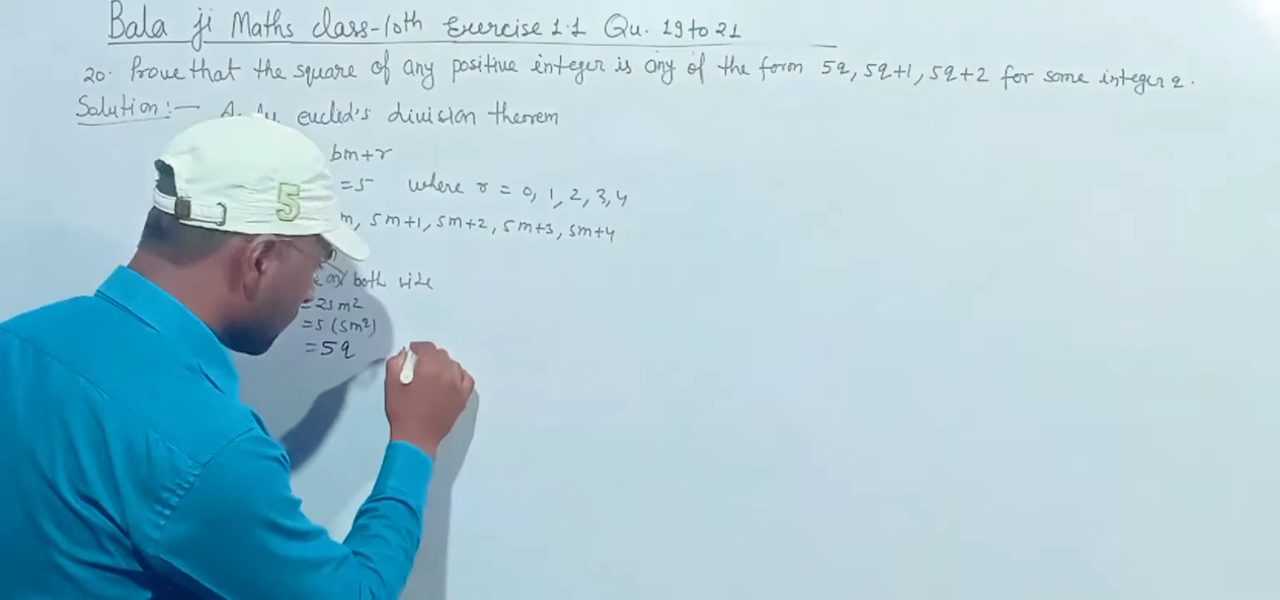 Bala ji Maths class-10th Exercise 1.1 Qu. 19 to 21
20. Prove that the square of any positive integer is any of the form 5q, 5q+1, 5q+2 for some integer q.
Solution:— euclid's division theorem
bm+r
=5 where r = 0, 1, 2, 3, 4
m, 5m+1, 5m+2, 5m+3, 5m+4
both side
=25m²
=5(5m²)
=5q
5